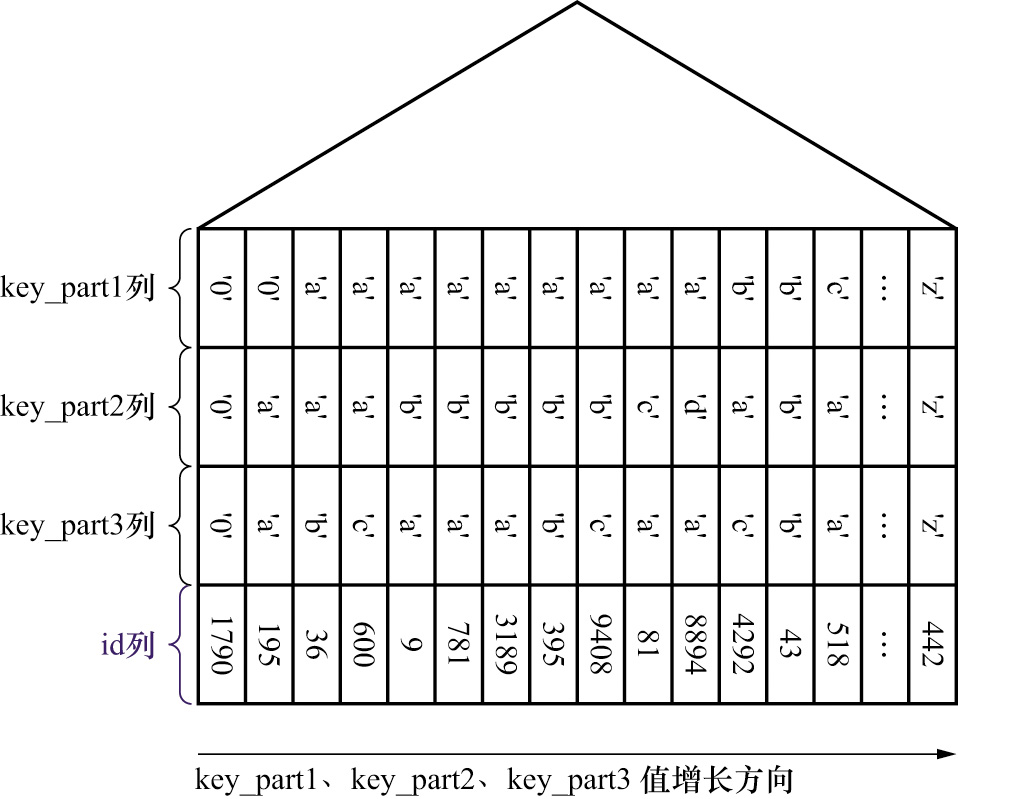 key_part1列 '0' '0' 'a' 'a' 'a' 'a' 'a' 'a' 'a' 'a' 'a' 'b' 'b' 'c' … 'z'
key_part2列 '0' 'a' 'a' 'a' 'b' 'b' 'b' 'b' 'b' 'c' 'd' 'a' 'b' 'a' … 'z'
key_part3列 '0' 'a' 'b' 'c' 'a' 'a' 'a' 'b' 'c' 'a' 'a' 'c' 'b' 'a' … 'z'
id列 1790 195 36 600 9 781 3189 395 9408 81 8894 4292 43 518 … 442
key_part1、key_part2、key_part3 值增长方向